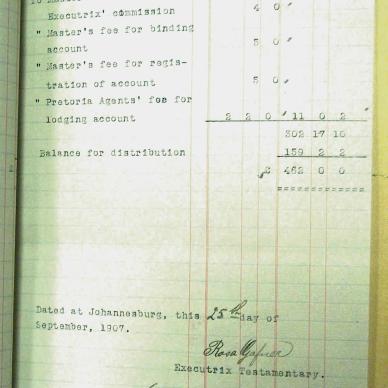 Executrix' commission 4 0 "
" Master's fee for binding
account 5 0 "
" Master's fee for regis-
tration of account 5 0 "
" Pretoria Agents' fee for
lodging account 2 2 0 " 11 0 2 "
302 17 10
Balance for distribution 159 2 2
£ 462 0 0
Dated at Johannesburg, this 25th day of
September, 1907.
Rosa
Executrix Testamentary.